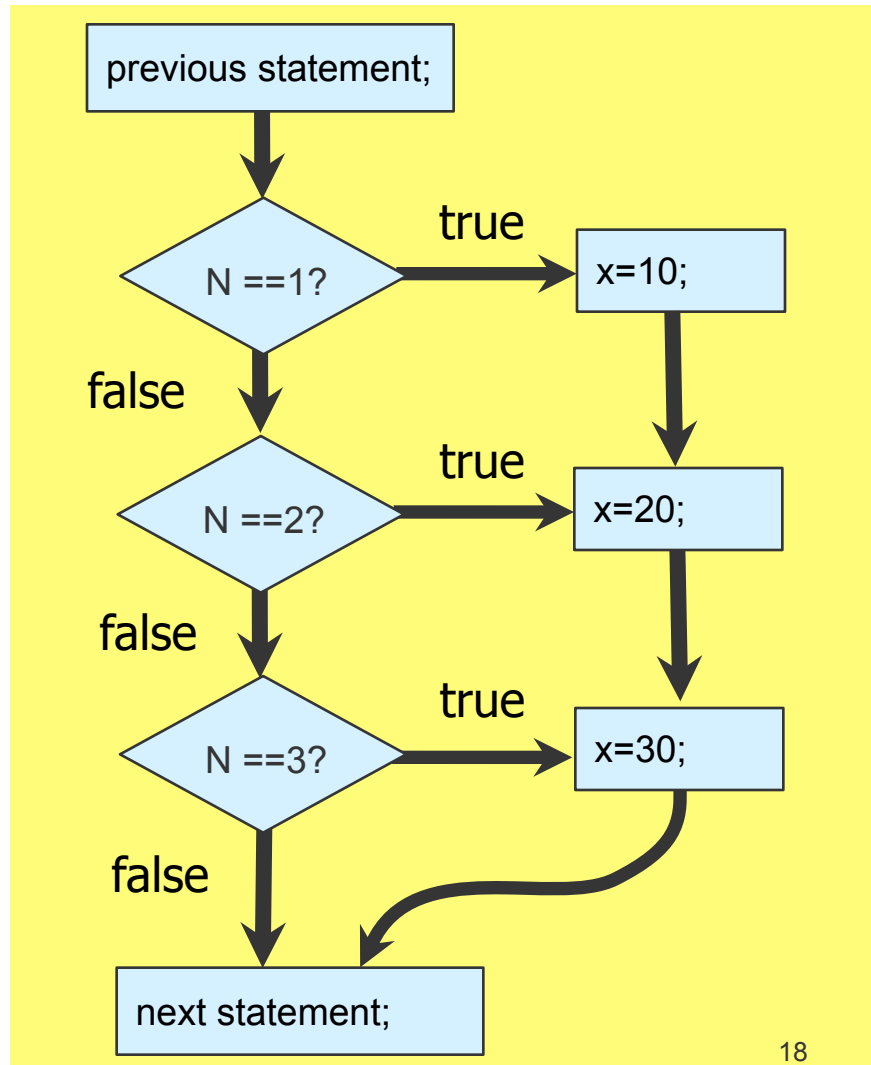 previous statement;
true
N ==1?
x=10;
false
true
N ==2?
x=20;
false
true
N ==3?
x=30;
false
next statement;
18